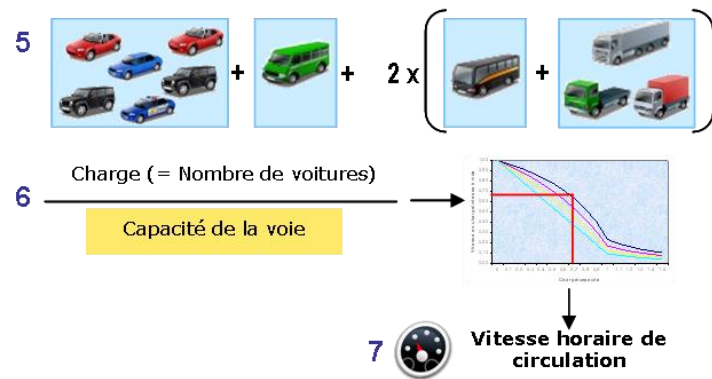 5
+
+
2 x
(
+
)
6
Charge (= Nombre de voitures)
Capacité de la voie
7
Vitesse horaire de
circulation